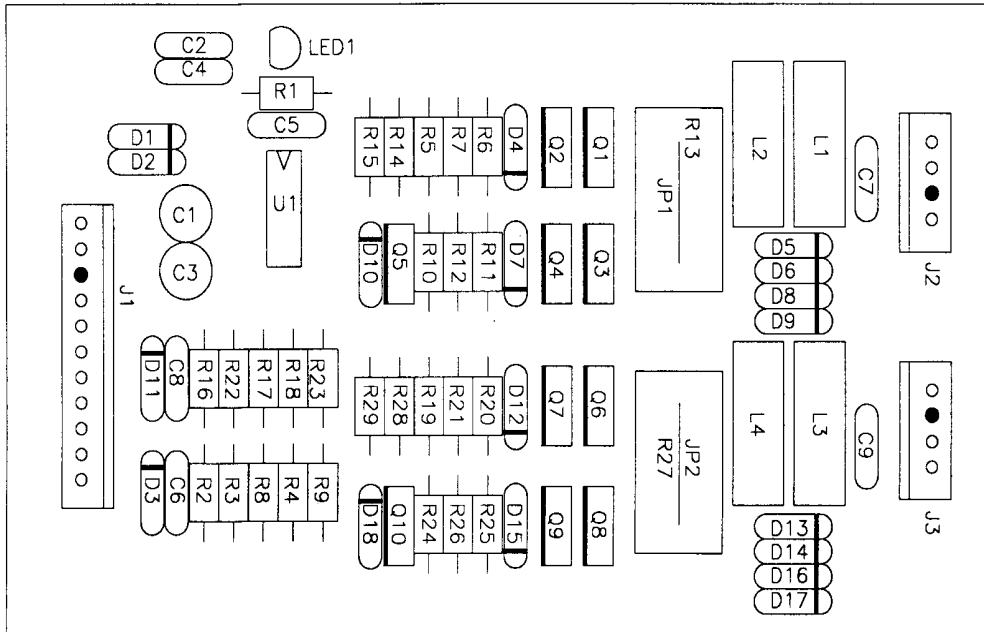 C2
C4
LED1
R1
C5
D1
D2
U1
C1
C3
J1
R15
R14
R5
R7
R6
D4
Q2
Q1
R13
JP1
L2
L1
C7
J2
D10
Q5
R10
R12
R11
D7
Q4
Q3
D5
D6
D8
D9
D11
C8
R16
R22
R17
R18
R23
R29
R28
R19
R21
R20
D12
Q7
Q6
JP2
R27
L4
L3
C9
J3
D3
C6
R2
R3
R8
R4
R9
D18
Q10
R24
R26
R25
D15
Q9
Q8
D13
D14
D16
D17